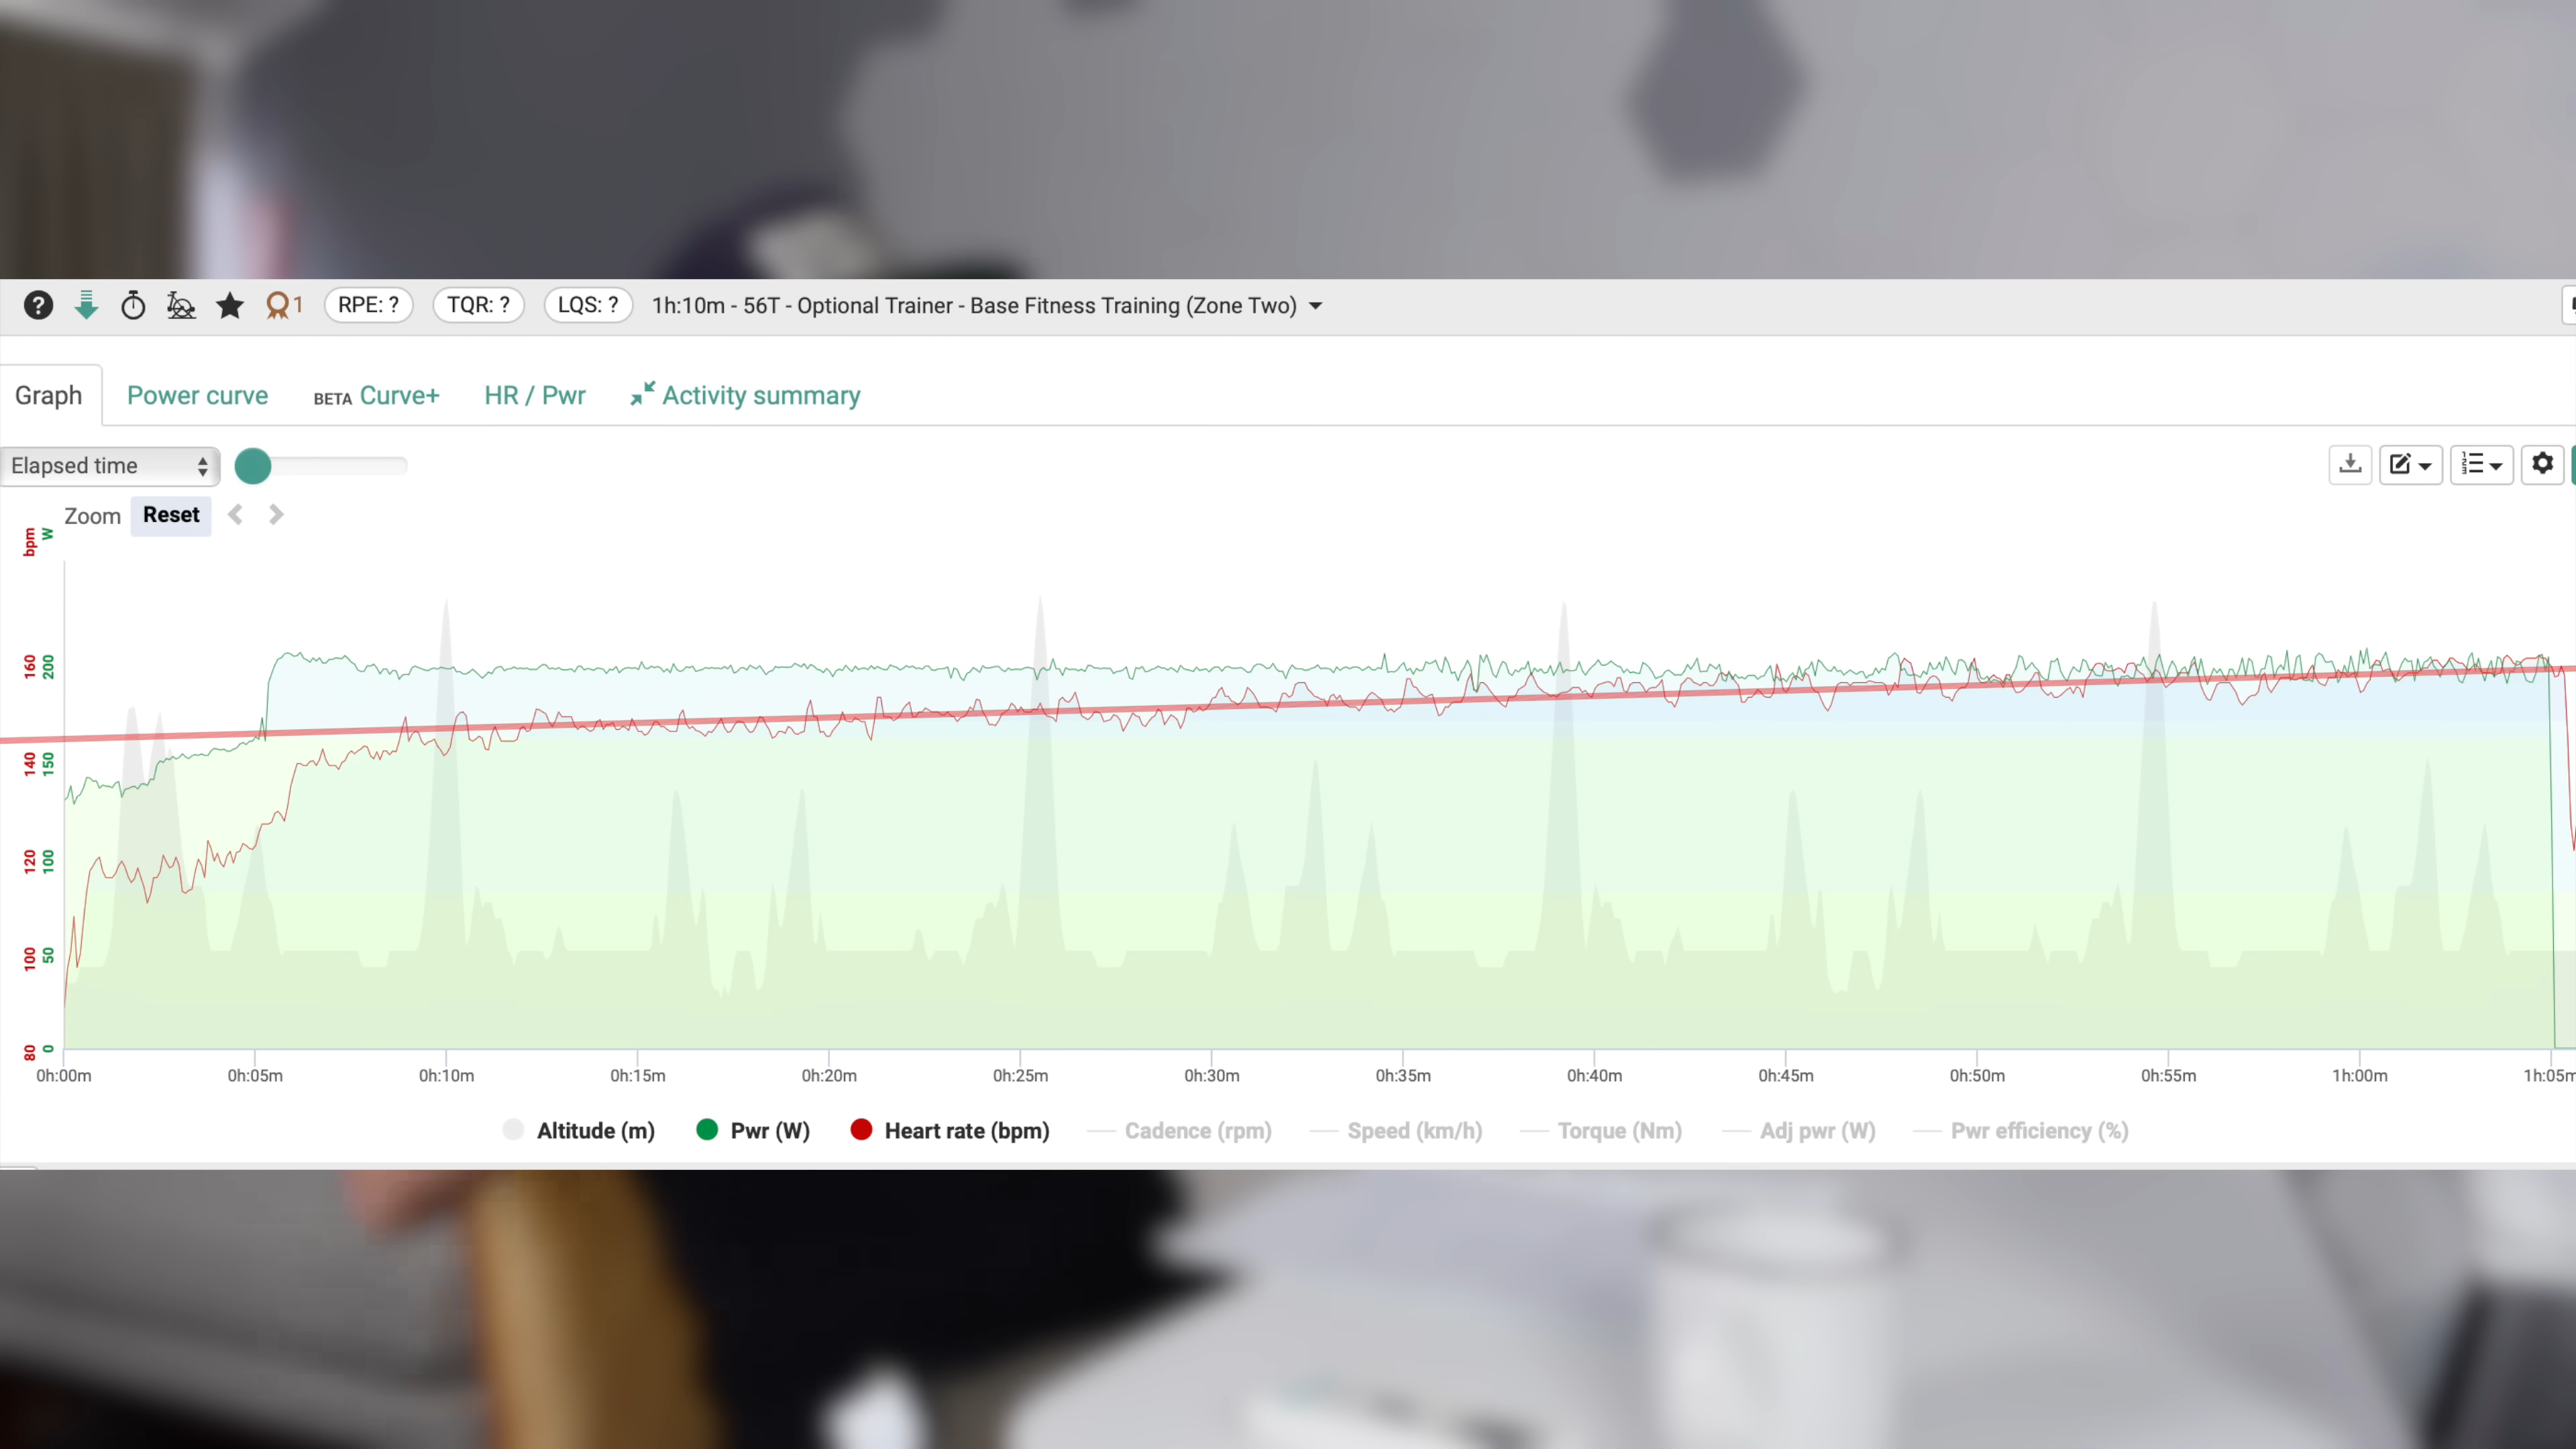 ? 1 RPE: ? TQR: ? LQS: ? 1h:10m - 56T - Optional Trainer - Base Fitness Training (Zone Two)
Graph Power curve BETA Curve+ HR / Pwr Activity summary
Elapsed time
Zoom Reset
bpm W
160 200
140 150
120 100
100 50
80 0
0h:00m 0h:05m 0h:10m 0h:15m 0h:20m 0h:25m 0h:30m 0h:35m 0h:40m 0h:45m 0h:50m 0h:55m 1h:00m 1h:05m
Altitude (m) Pwr (W) Heart rate (bpm) Cadence (rpm) Speed (km/h) Torque (Nm) Adj pwr (W) Pwr efficiency (%)